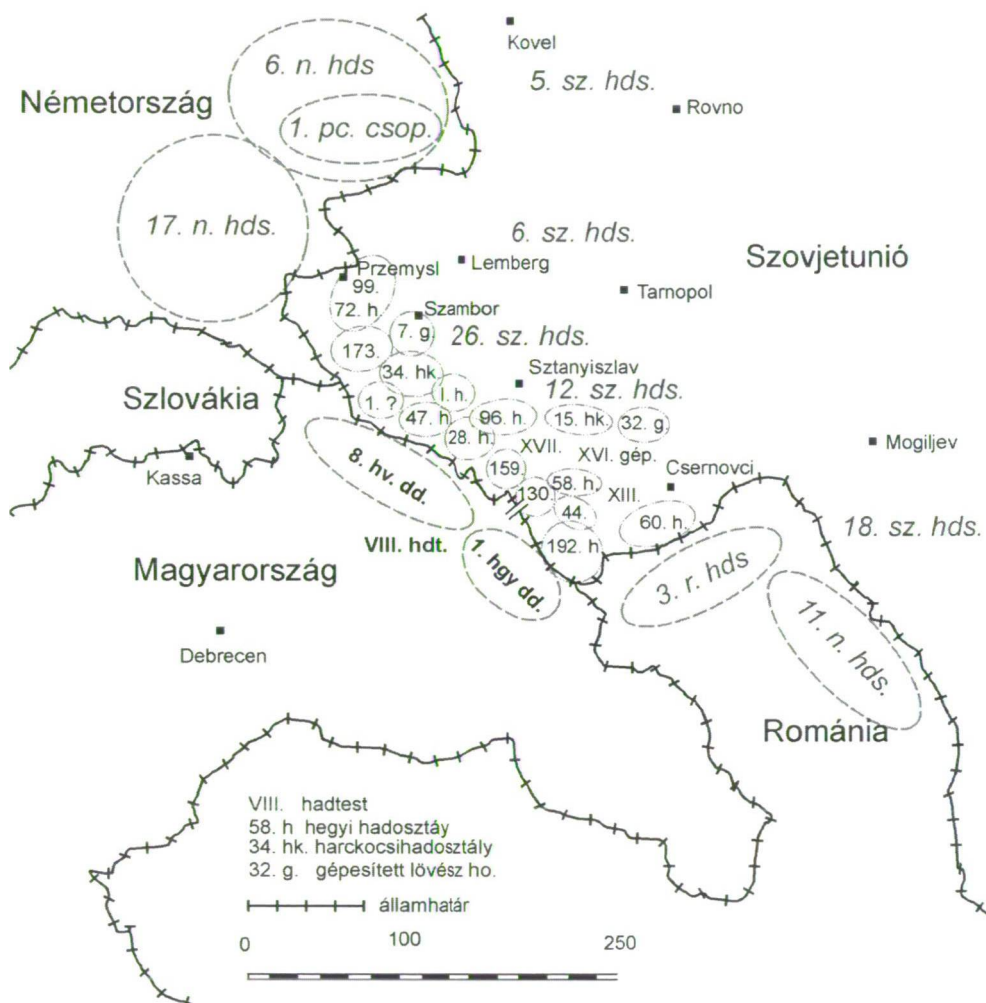 Kovel
6. n. hds
5. sz. hds.
Németország
Rovno
1. pc. csop.
17. n. hds.
6. sz. hds.
Szovjetunió
Przemysl
Lemberg
99.
72. h.
Tarnopol
Szambor
7. g.
26. sz. hds.
173.
Sztanyiszlav
34. hk.
12. sz. hds.
Szlovákia
1. ?
I. h.
47. h
96. h.
15. hk.
32. g.
28. h.
Mogiljev
XVII.
XVI. gép.
Kassa
8. hv. dd.
159.
58. h.
Csernovci
130.
XIII.
44.
60. h.
18. sz. hds.
VIII. hdt.
192. h.
1. hgy dd.
Magyarország
3. r. hds
11. n. hds.
Debrecen
Románia
VIII. hadtest
58. h hegyi hadosztáy
34. hk. harckocsihadosztály
32. g. gépesített lövész ho.
államhatár
0 100 250